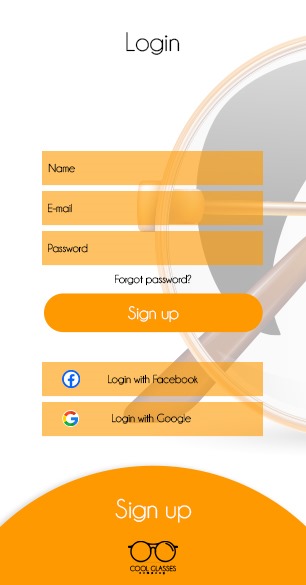 Login
Name
E-mail
Password
Forgot password?
Sign up
Login with Facebook
Login with Google
Sign up
COOL GLASSES